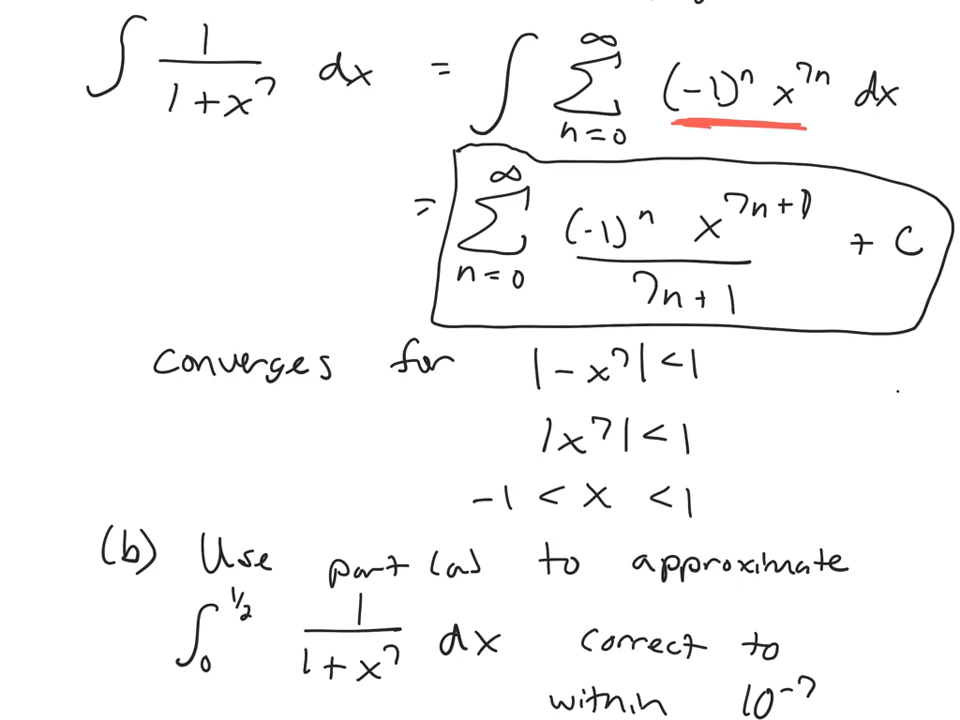 ∫ 1/(1+x^7) dx = ∫ ∑_{n=0}^{∞} (-1)^n x^{7n} dx
= ∑_{n=0}^{∞} (-1)^n x^{7n+1}/(7n+1) + C
Converges for |-x^7| < 1
|x^7| < 1
-1 < x < 1
(b) Use part (a) to approximate
∫_0^{1/2} 1/(1+x^7) dx correct to
within 10^{-7}